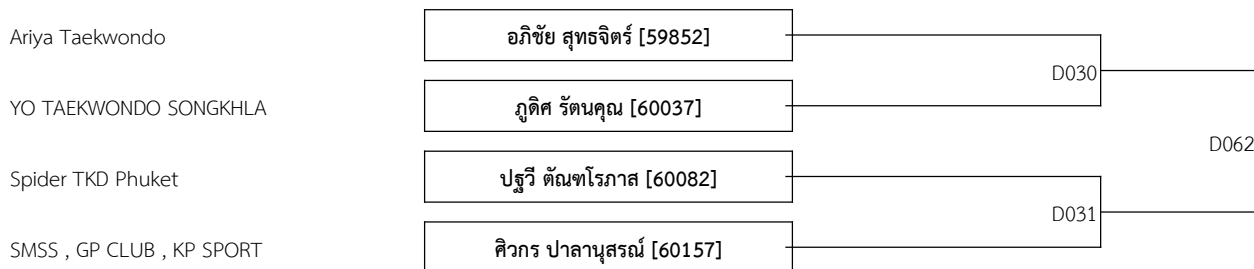 Ariya Taekwondo อภิชัย สุทธจิตร์ [59852]
D030
YO TAEKWONDO SONGKHLA ภูดิศ รัตนคุณ [60037]
D062
Spider TKD Phuket ปฐวี ตัณฑโรภาส [60082]
D031
SMSS , GP CLUB , KP SPORT ศิวกร ปาลานุสรณ์ [60157]